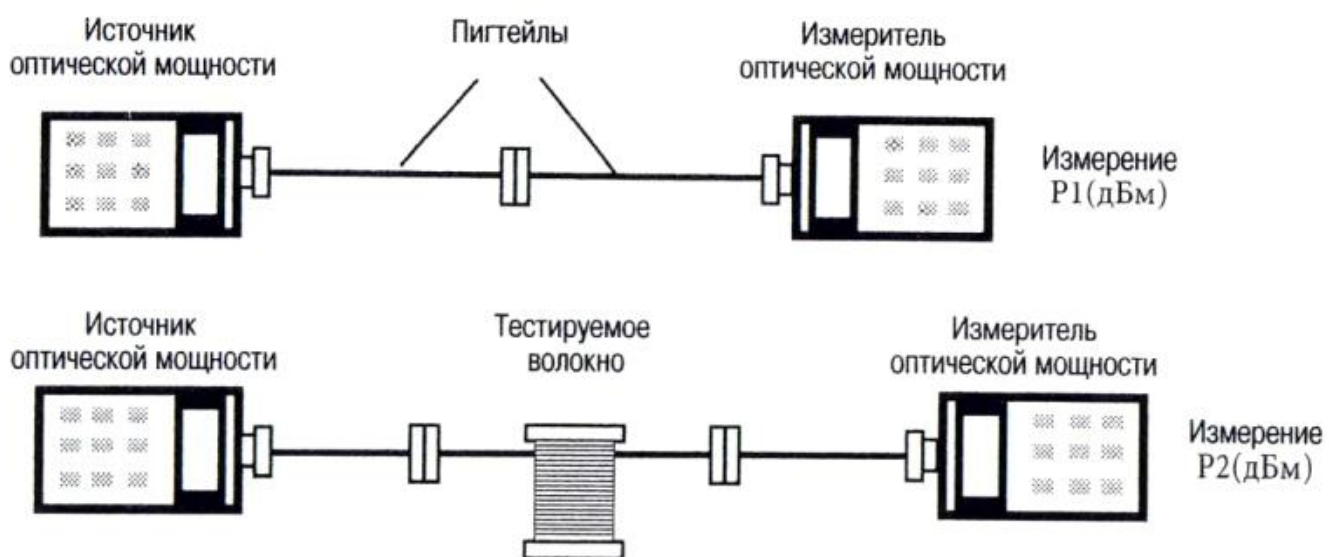 Источник
оптической мощности
Пигтейлы
Измеритель
оптической мощности
Измерение
P1(дБм)
Источник
оптической мощности
Тестируемое
волокно
Измеритель
оптической мощности
Измерение
P2(дБм)